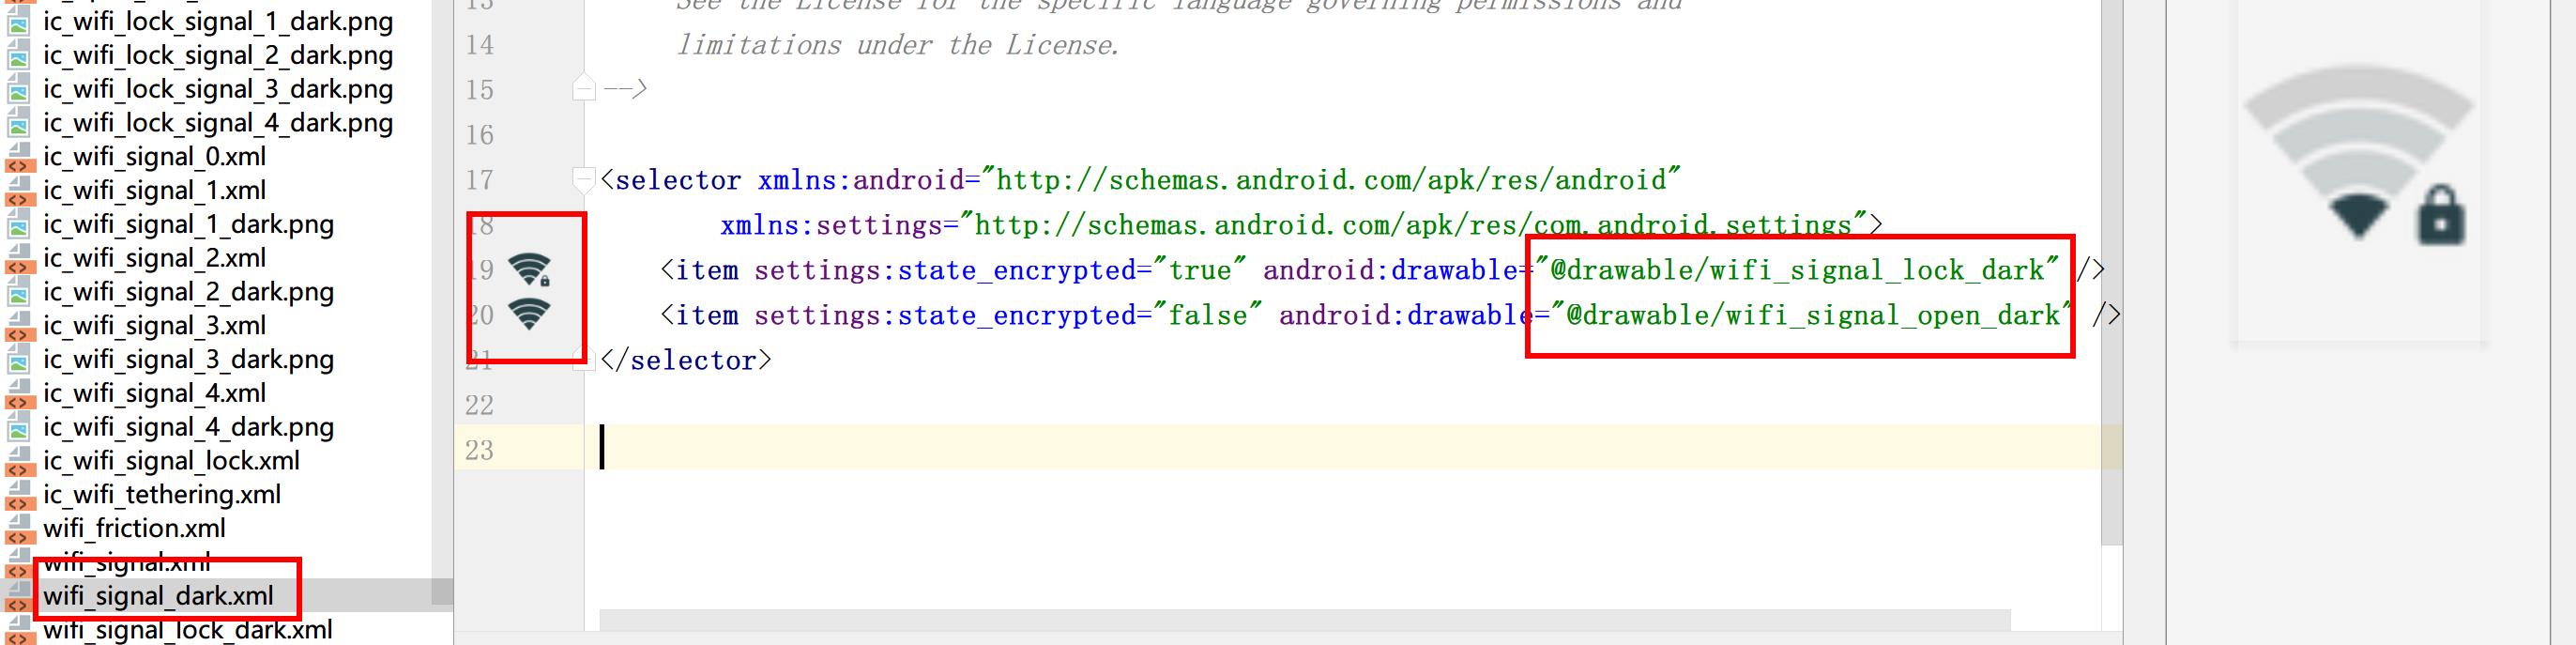 ic_wifi_lock_signal_1_dark.png
ic_wifi_lock_signal_2_dark.png
ic_wifi_lock_signal_3_dark.png
ic_wifi_lock_signal_4_dark.png
ic_wifi_signal_0.xml
ic_wifi_signal_1.xml
ic_wifi_signal_1_dark.png
ic_wifi_signal_2.xml
ic_wifi_signal_2_dark.png
ic_wifi_signal_3.xml
ic_wifi_signal_3_dark.png
ic_wifi_signal_4.xml
ic_wifi_signal_4_dark.png
ic_wifi_signal_lock.xml
ic_wifi_tethering.xml
wifi_friction.xml
wifi_signal.xml
wifi_signal_dark.xml
wifi_signal_lock_dark.xml
13 See the License for the specific language governing permissions and
14 limitations under the License.
15 -->
16
17 <selector xmlns:android="http://schemas.android.com/apk/res/android"
18 xmlns:settings="http://schemas.android.com/apk/res/com.android.settings">
19 <item settings:state_encrypted="true" android:drawable="@drawable/wifi_signal_lock_dark" />
20 <item settings:state_encrypted="false" android:drawable="@drawable/wifi_signal_open_dark" />
21 </selector>
22
23